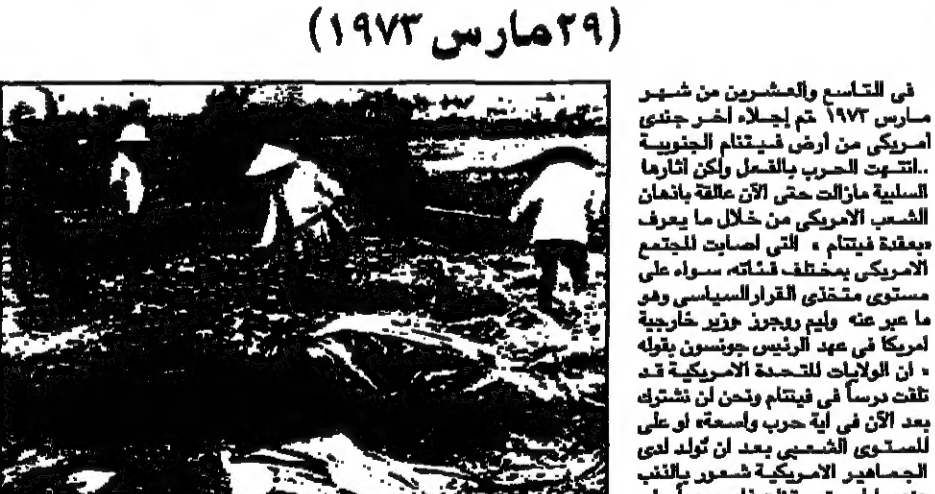 (٢٩مارس ١٩٧٣)
فى التاسع والعشرين من شهر
مارس ١٩٧٣ تم إجلاء اخر جندى
امريكى من أرض فيتنام الجنوبية
..انتهت الحرب بالفعل ولكن اثارها
السلبية مازالت حتى الآن عالقة باذهان
الشعب الامريكى من خلال ما يعرف
«بعقدة فيتنام » التى اصابت المجتمع
الامريكى بمختلف فئاته، سواء على
مستوى متخذى القرار السياسى وهو
ما عبر عنه وليم روجرز وزير خارجية
امريكا فى عهد الرئيس جونسون بقوله
« ان الولايات المتحدة الامريكية قد
تلقت درساً فى فيتنام ونحن لن نشترك
بعد الآن فى اية حرب واسعة» او على
المستوى الشعبى بعد ان تولد لدى
الجماهير الامريكية شعور بالذنب